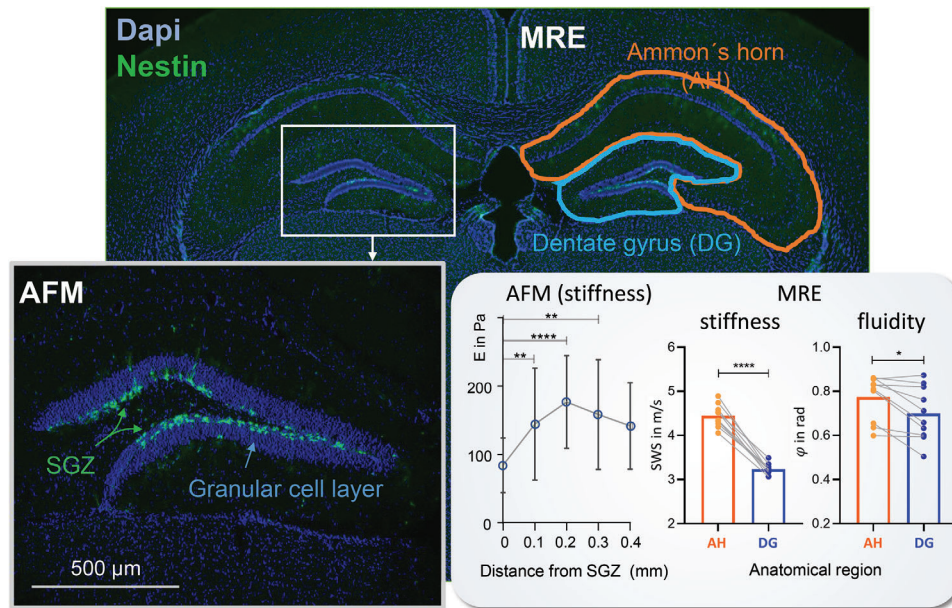 Dapi
Nestin
MRE
Ammon´s horn
(AH)
Dentate gyrus (DG)
AFM
SGZ
Granular cell layer
500 µm
AFM (stiffness)
MRE
stiffness
fluidity
E in Pa
200
100
0
**
****
**
0 0.1 0.2 0.3 0.4
Distance from SGZ (mm)
SWS in m/s
6
5
4
3
2
****
AH DG
φ in rad
1.0
0.8
0.6
0.4
0.2
*
AH DG
Anatomical region